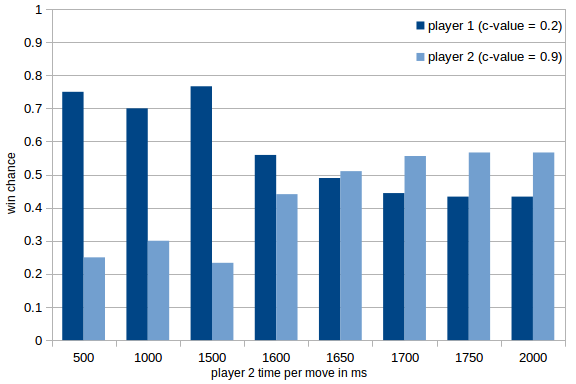 1
0.9
0.8
0.7
0.6
0.5
0.4
0.3
0.2
0.1
0
win chance
player 1 (c-value = 0.2)
player 2 (c-value = 0.9)
500 1000 1500 1600 1650 1700 1750 2000
player 2 time per move in ms